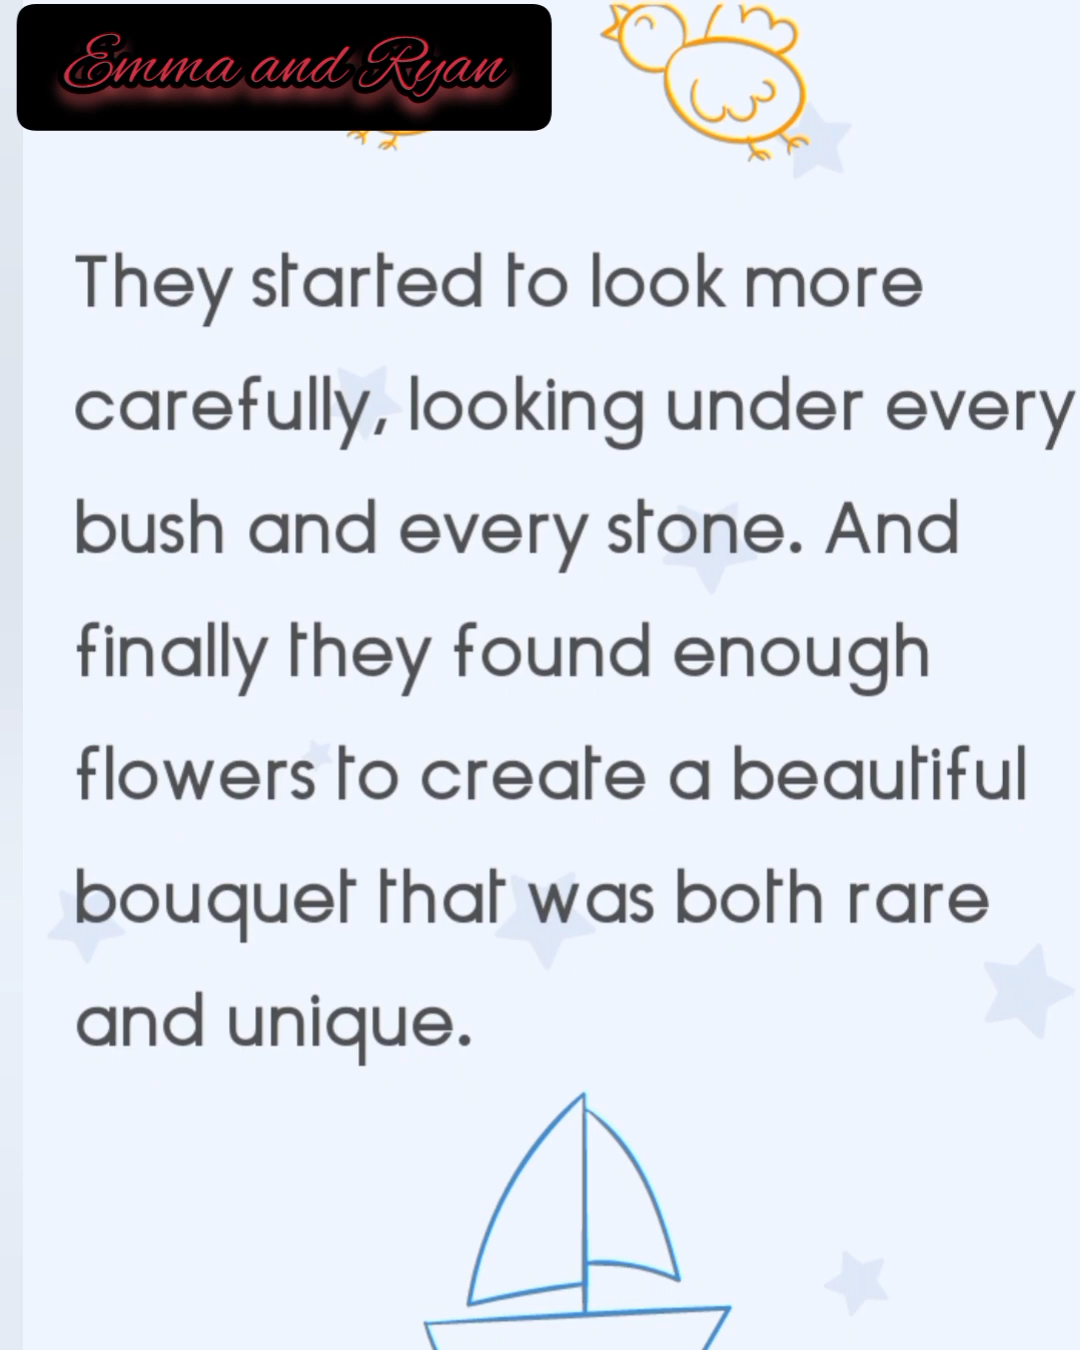 Emma and Ryan
They started to look more
carefully, looking under every
bush and every stone. And
finally they found enough
flowers to create a beautiful
bouquet that was both rare
and unique.